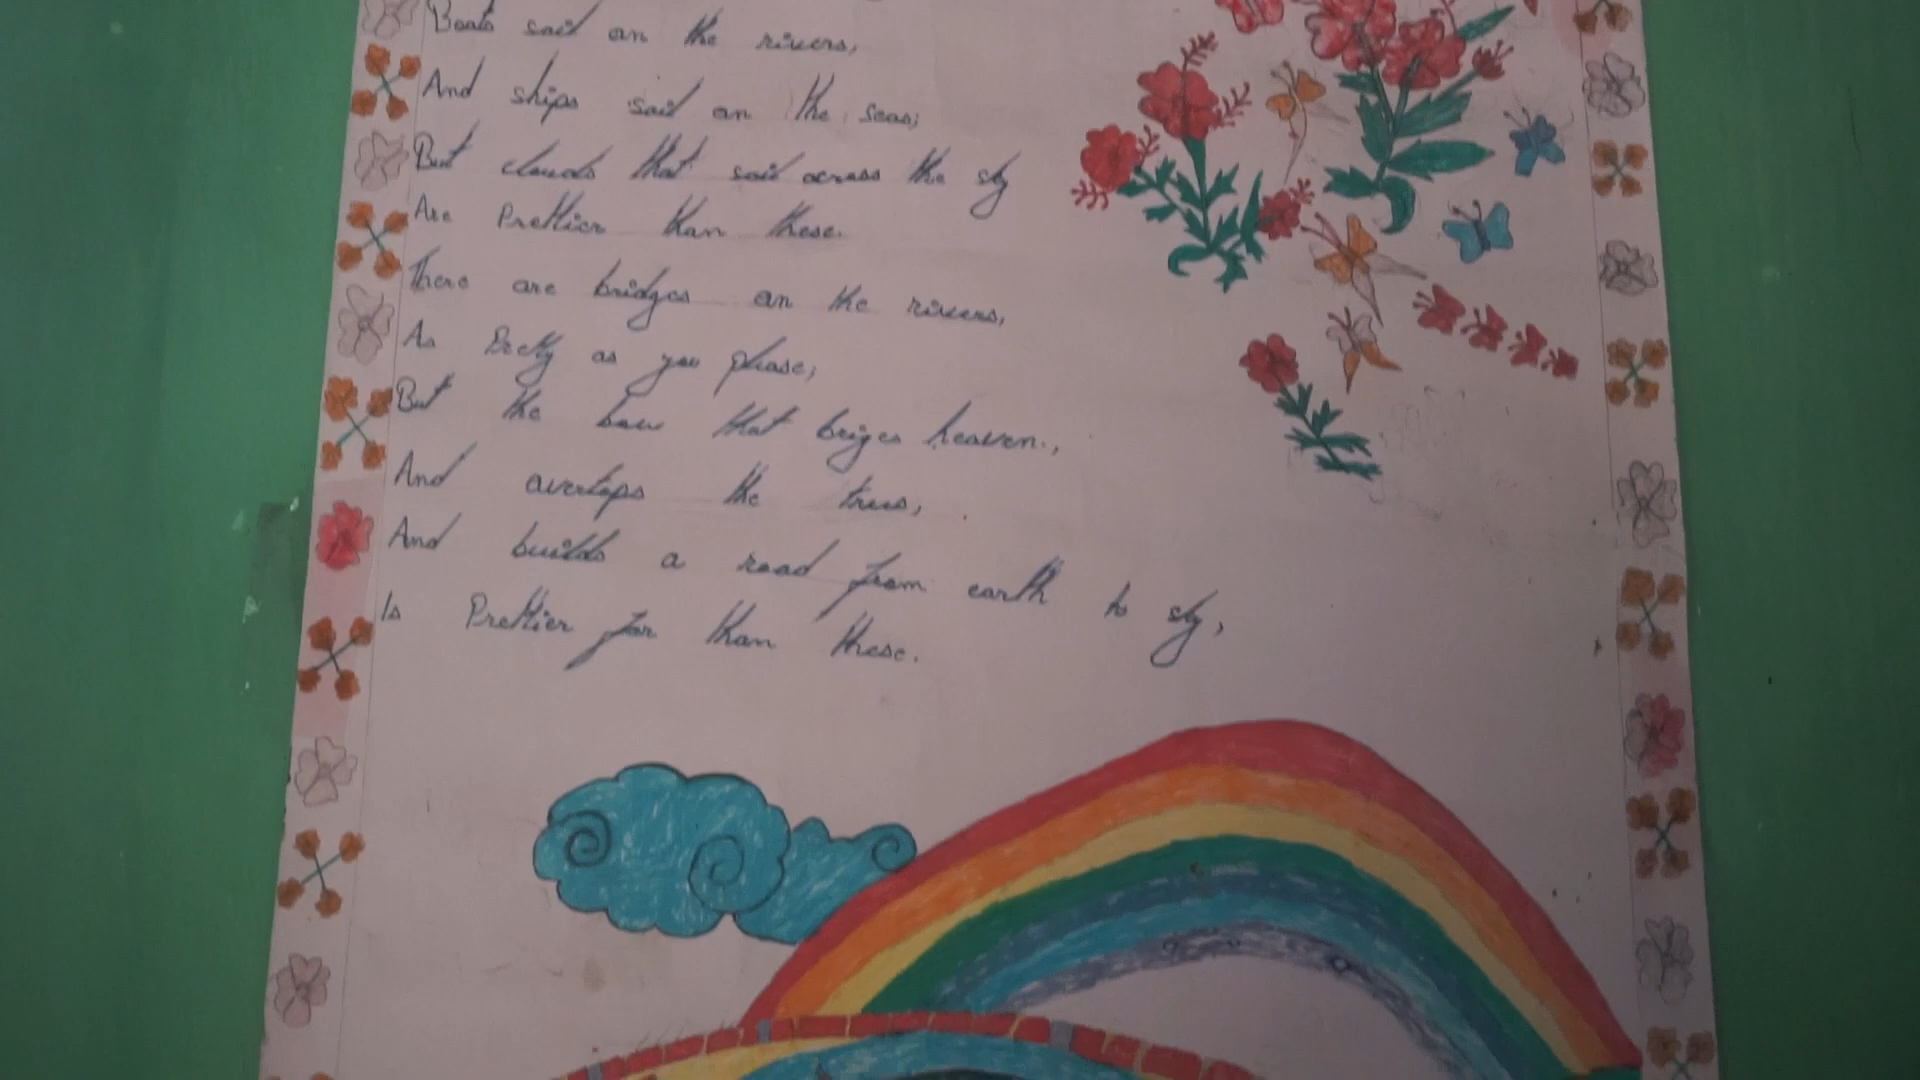 Boats sail on the rivers,
And ships sail on the seas;
But clouds that sail across the sky
Are Prettier than these.
There are bridges on the rivers,
As Pretty as you please;
But the bow that briges heaven.,
And overtops the trees,
And builds a road from earth to sky,
Is Prettier far than these.